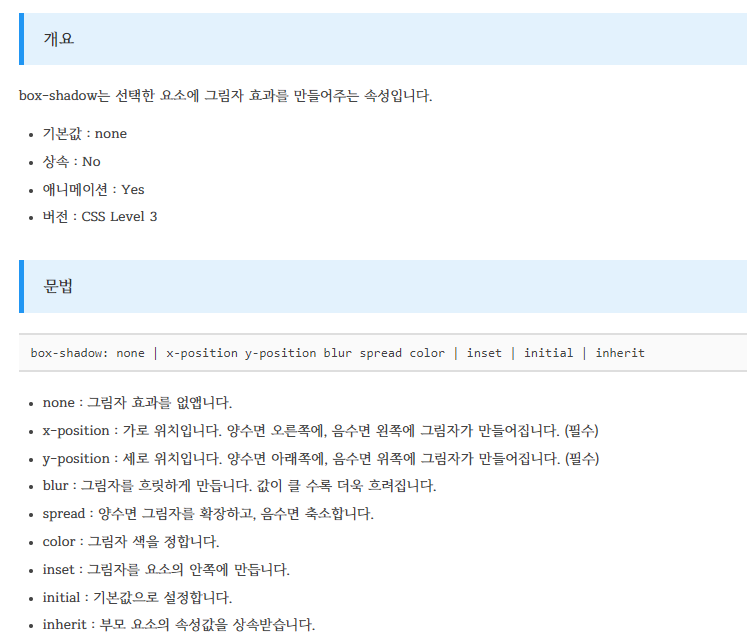 개요
box-shadow는 선택한 요소에 그림자 효과를 만들어주는 속성입니다.
• 기본값 : none
• 상속 : No
• 애니메이션 : Yes
• 버전 : CSS Level 3
문법
box-shadow: none | x-position y-position blur spread color | inset | initial | inherit
• none : 그림자 효과를 없앱니다.
• x-position : 가로 위치입니다. 양수면 오른쪽에, 음수면 왼쪽에 그림자가 만들어집니다. (필수)
• y-position : 세로 위치입니다. 양수면 아래쪽에, 음수면 위쪽에 그림자가 만들어집니다. (필수)
• blur : 그림자를 흐릿하게 만듭니다. 값이 클 수록 더욱 흐려집니다.
• spread : 양수면 그림자를 확장하고, 음수면 축소합니다.
• color : 그림자 색을 정합니다.
• inset : 그림자를 요소의 안쪽에 만듭니다.
• initial : 기본값으로 설정합니다.
• inherit : 부모 요소의 속성값을 상속받습니다.